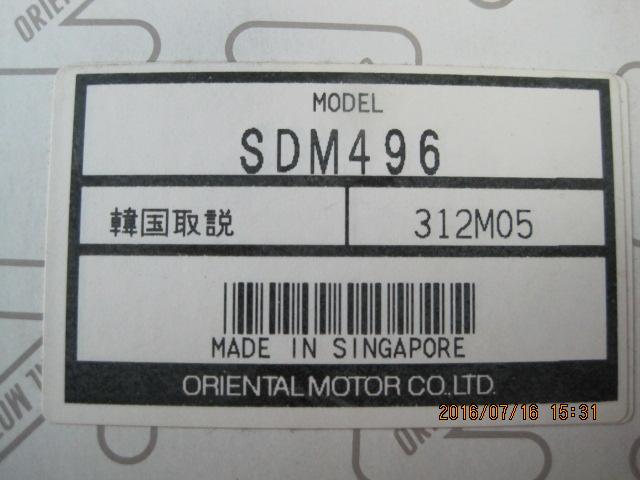 ORIENTAL
MODEL
SDM496
韓国取説
312M05
MADE IN SINGAPORE
ORIENTAL MOTOR CO.,LTD.
2016/07/16 15:31